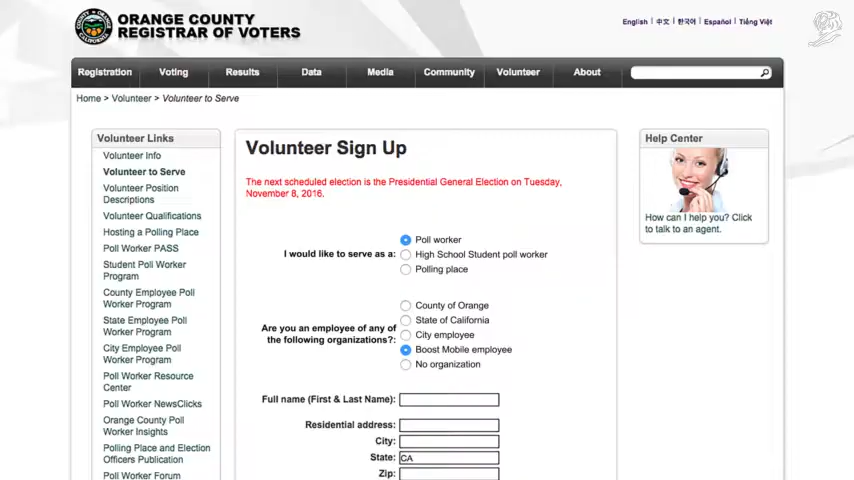 ORANGE COUNTY
REGISTRAR OF VOTERS
English | 中文 | 한국어 | Español | Tiếng Việt
Registration Voting Results Data Media Community Volunteer About
Home > Volunteer > Volunteer to Serve
Volunteer Links
Volunteer Info
Volunteer to Serve
Volunteer Position
Descriptions
Volunteer Qualifications
Hosting a Polling Place
Poll Worker PASS
Student Poll Worker
Program
County Employee Poll
Worker Program
State Employee Poll
Worker Program
City Employee Poll
Worker Program
Poll Worker Resource
Center
Poll Worker NewsClicks
Orange County Poll
Worker Insights
Polling Place and Election
Officers Publication
Poll Worker Forum
Volunteer Sign Up
The next scheduled election is the Presidential General Election on Tuesday,
November 8, 2016.
I would like to serve as a:
Poll worker
High School Student poll worker
Polling place
Are you an employee of any of
the following organizations?:
County of Orange
State of California
City employee
Boost Mobile employee
No organization
Full name (First & Last Name):
Residential address:
City:
State: CA
Zip:
Help Center
How can I help you? Click
to talk to an agent.